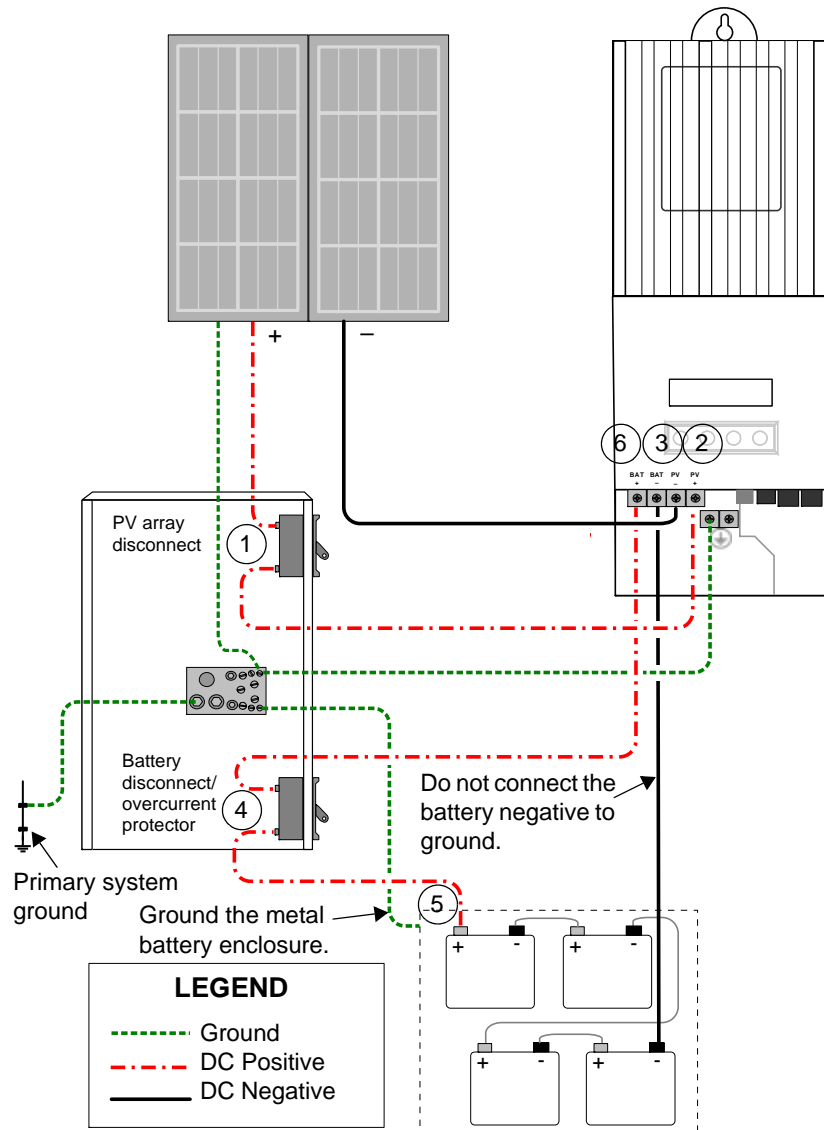 + −
6 3 2
BAT BAT PV PV
+ − − +
PV array
disconnect
1
Battery
disconnect/
overcurrent
protector
4
Do not connect the
battery negative to
ground.
Primary system
ground
Ground the metal
battery enclosure.
5
+ - + -
+ - + -
LEGEND
Ground
DC Positive
DC Negative